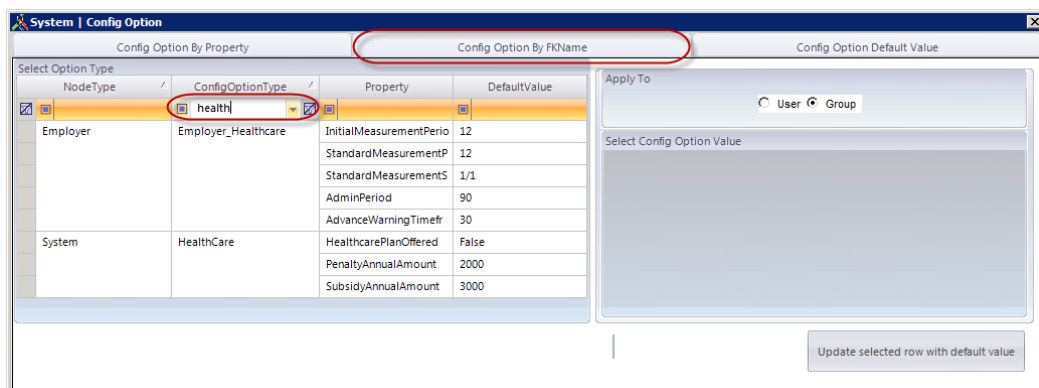 System | Config Option
Config Option By Property Config Option By FKName Config Option Default Value
Select Option Type
NodeType ConfigOptionType Property DefaultValue
health
Employer Employer_Healthcare InitialMeasurementPerio 12
StandardMeasurementP 12
StandardMeasurementS 1/1
AdminPeriod 90
AdvanceWarningTimefr 30
System HealthCare HealthcarePlanOffered False
PenaltyAnnualAmount 2000
SubsidyAnnualAmount 3000
Apply To
User Group
Select Config Option Value
Update selected row with default value